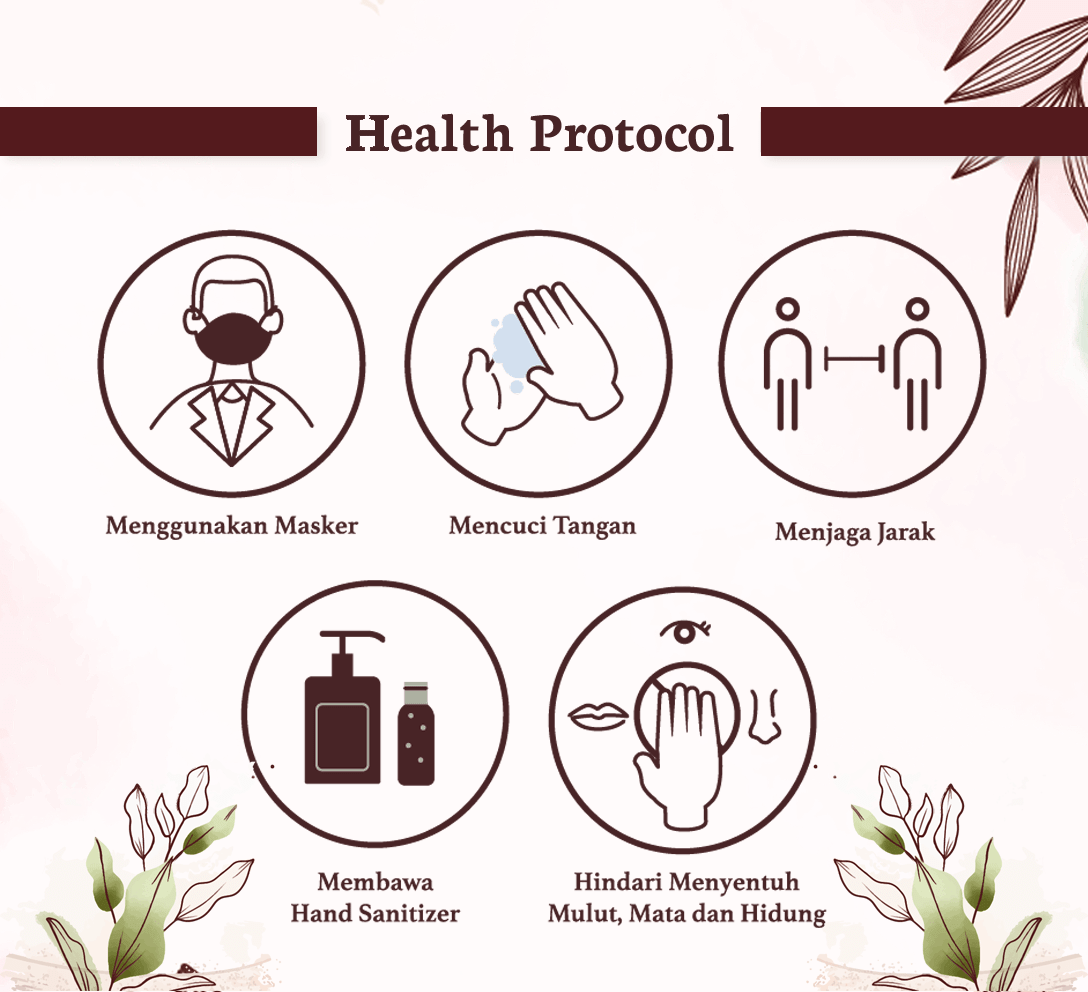 Health Protocol
Menggunakan Masker
Mencuci Tangan
Menjaga Jarak
Membawa
Hand Sanitizer
Hindari Menyentuh
Mulut, Mata dan Hidung